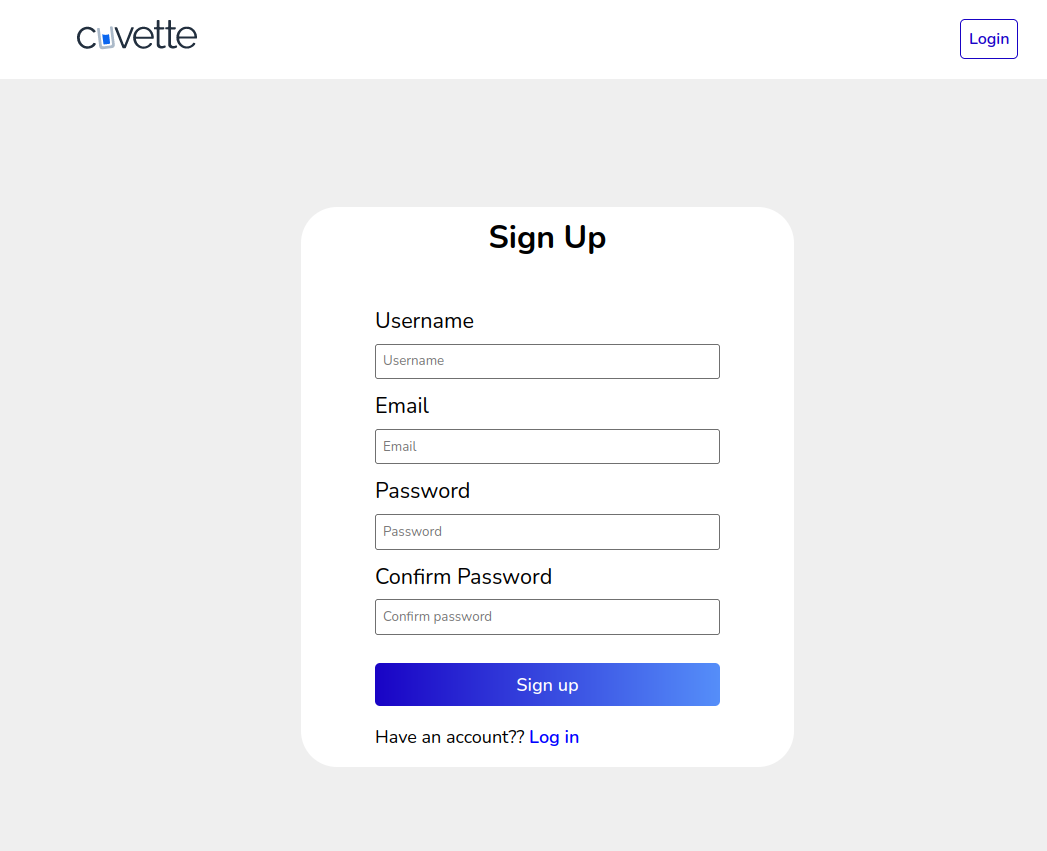 cuvette
Login
Sign Up
Username
Username
Email
Email
Password
Password
Confirm Password
Confirm password
Sign up
Have an account?? Log in